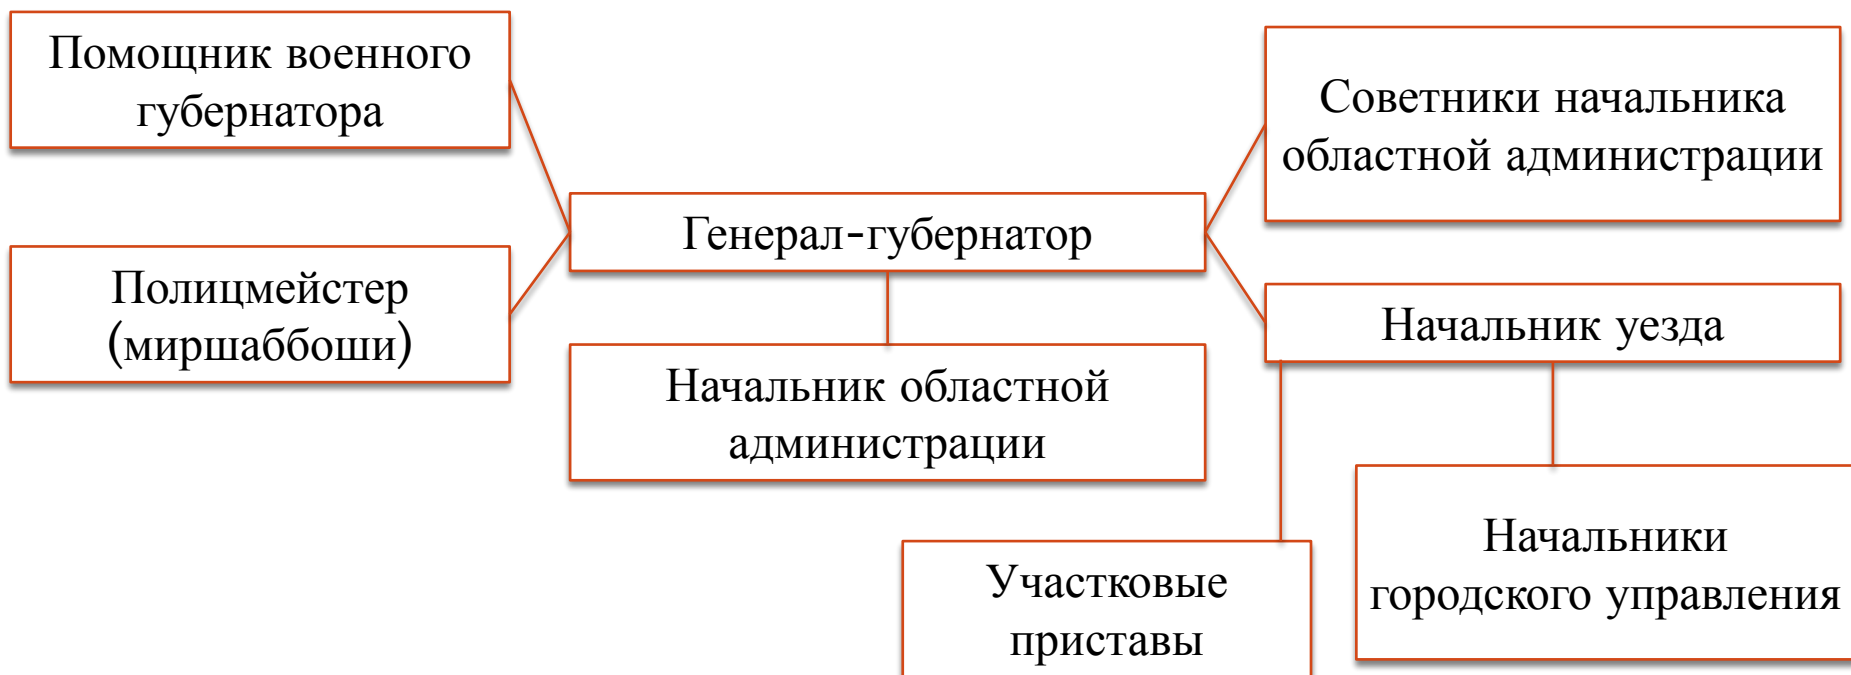 Помощник военного
губернатора
Советники начальника
областной администрации
Генерал-губернатор
Полицмейстер
(миршаббоши)
Начальник уезда
Начальник областной
администрации
Начальники
городского управления
Участковые
приставы